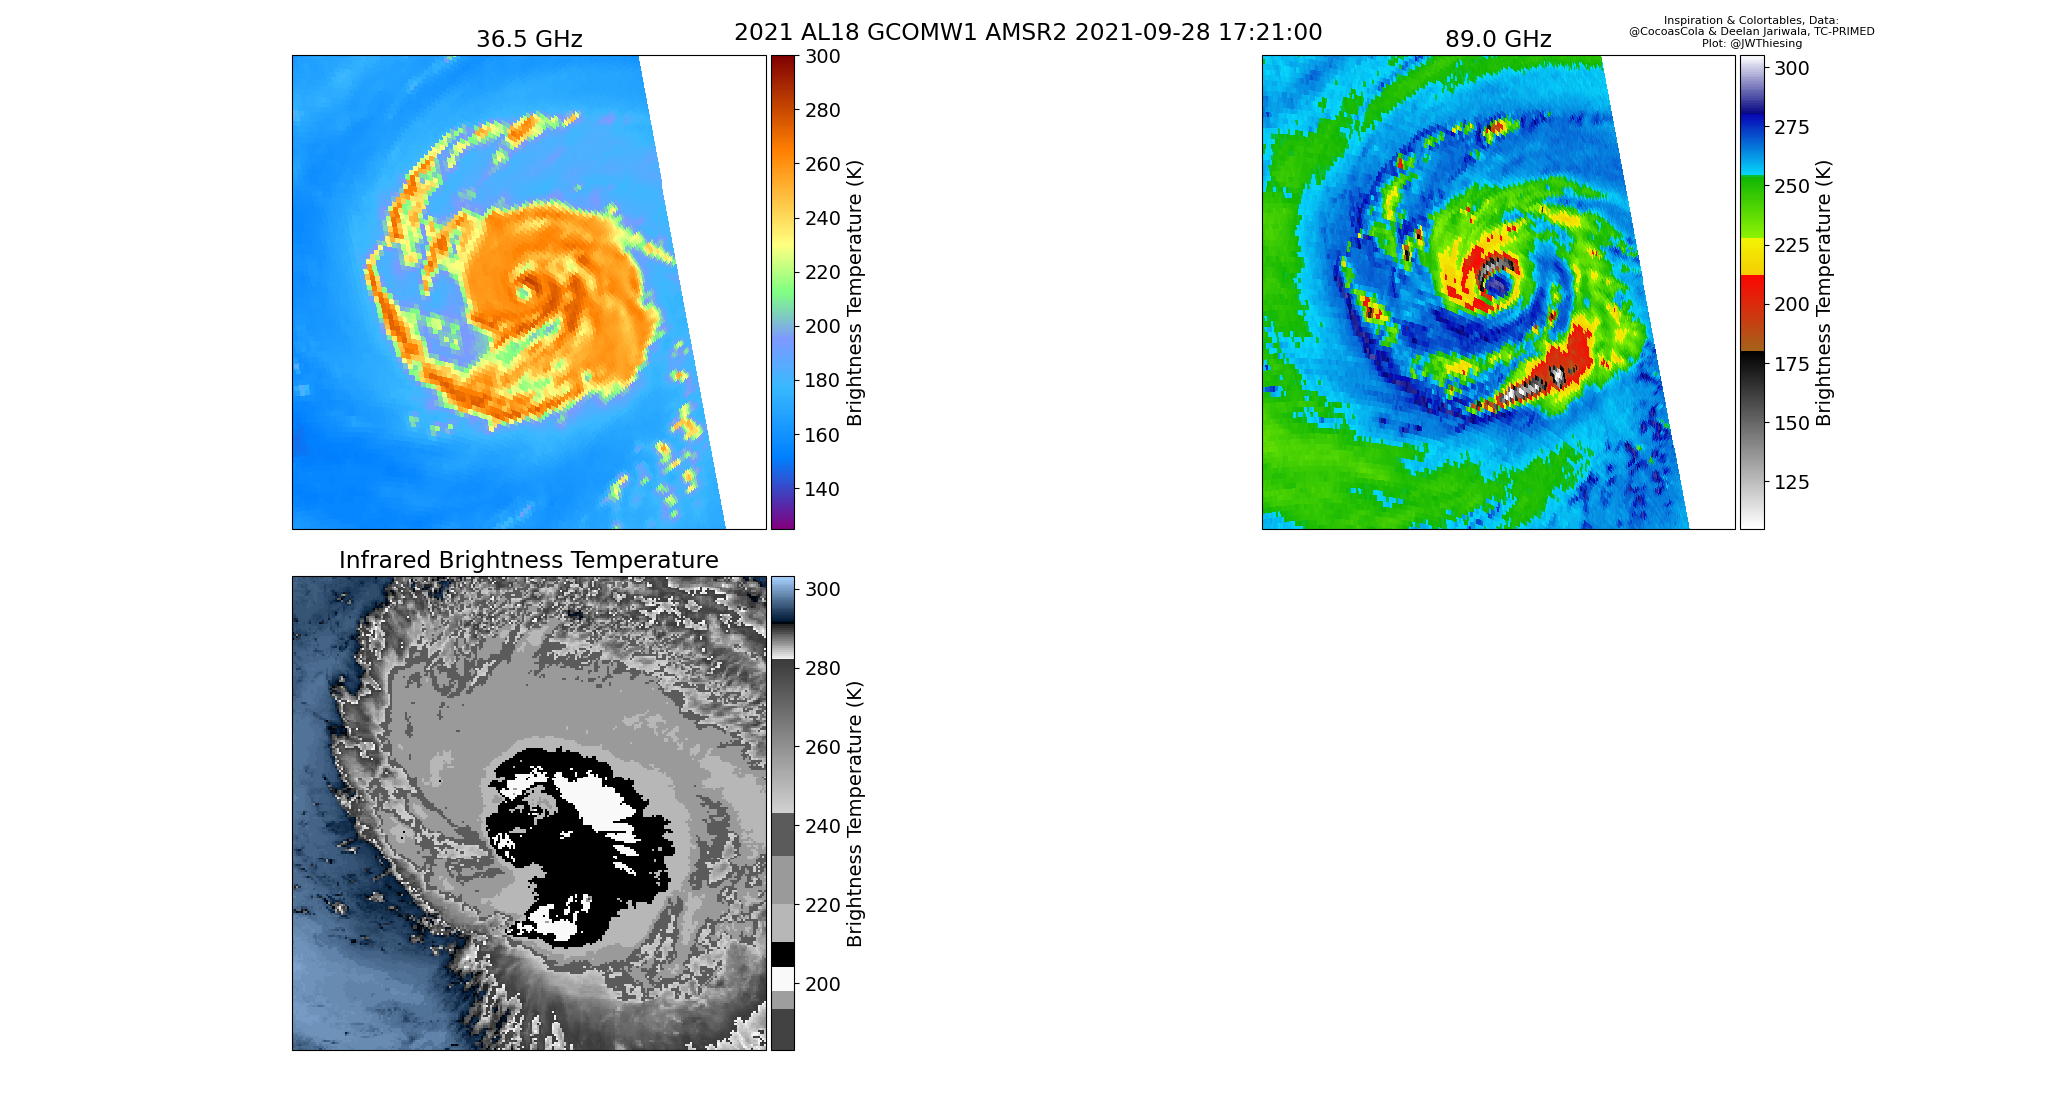 2021 AL18 GCOMW1 AMSR2 2021-09-28 17:21:00
Inspiration & Colortables, Data:
@CocoasCola & Deelan Jariwala, TC-PRIMED
Plot: @JWThiesing
36.5 GHz
300
280
260
240
220
200
180
160
140
Brightness Temperature (K)
89.0 GHz
300
275
250
225
200
175
150
125
Brightness Temperature (K)
Infrared Brightness Temperature
300
280
260
240
220
200
Brightness Temperature (K)